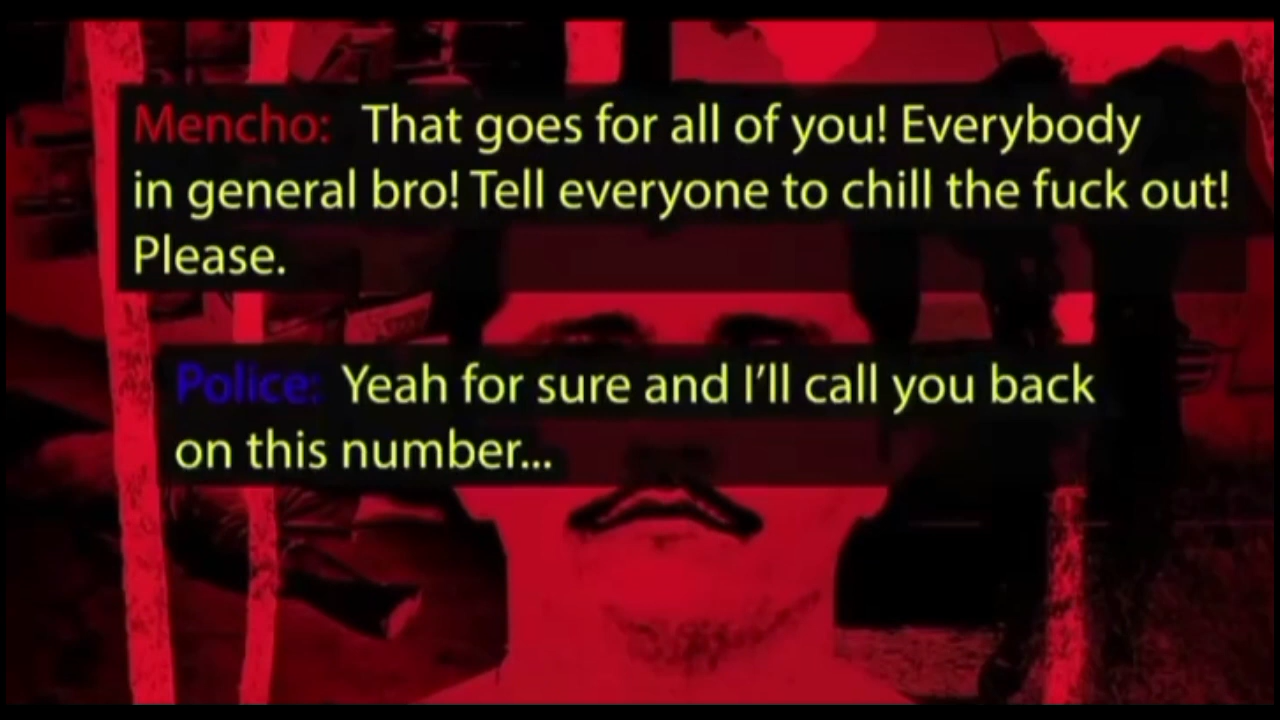 Mencho: That goes for all of you! Everybody
in general bro! Tell everyone to chill the fuck out!
Please.
Police: Yeah for sure and I'll call you back
on this number...